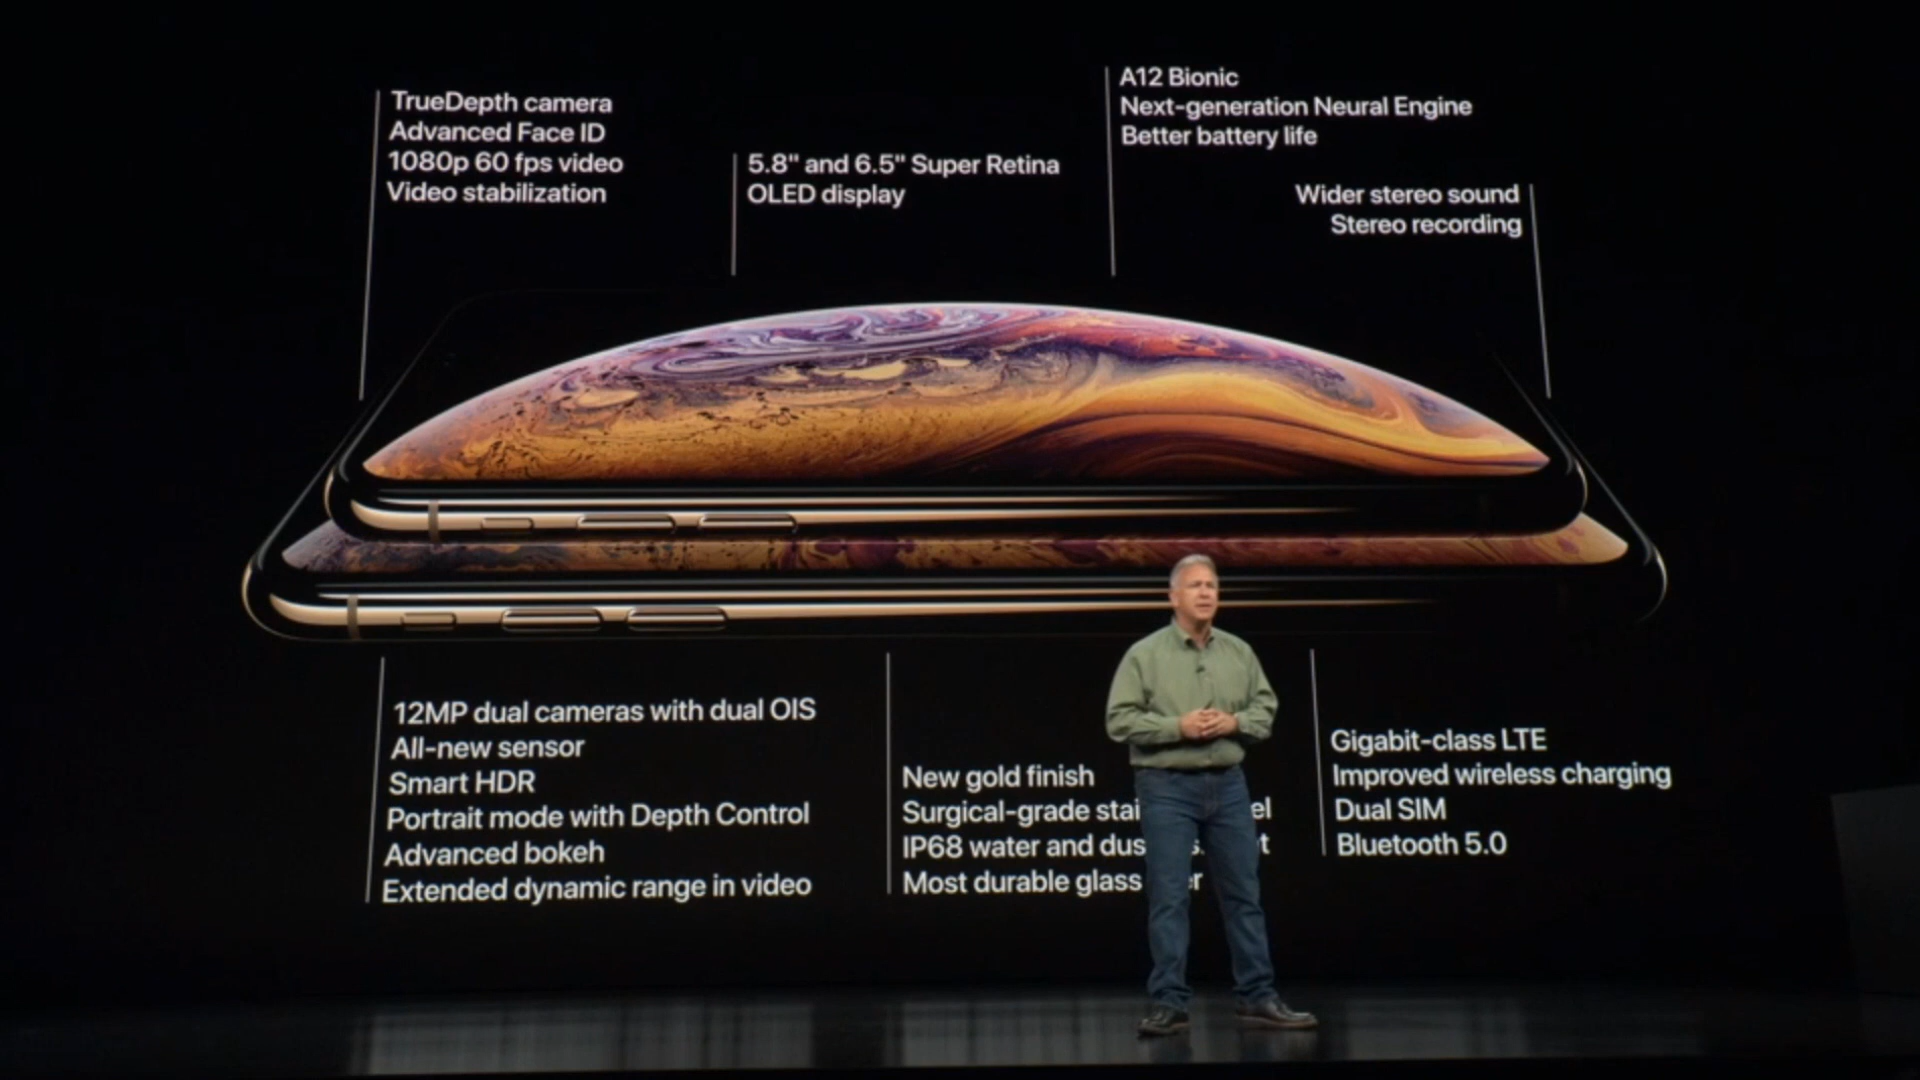 TrueDepth camera
Advanced Face ID
1080p 60 fps video
Video stabilization
5.8" and 6.5" Super Retina
OLED display
A12 Bionic
Next-generation Neural Engine
Better battery life
Wider stereo sound
Stereo recording
12MP dual cameras with dual OIS
All-new sensor
Smart HDR
Portrait mode with Depth Control
Advanced bokeh
Extended dynamic range in video
New gold finish
Surgical-grade
IP68 water and
Most durable glass
Gigabit-class LTE
Improved wireless charging
Dual SIM
Bluetooth 5.0